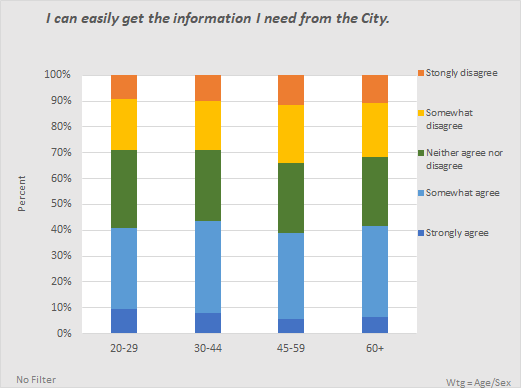 I can easily get the information I need from the City.
100%
90%
80%
70%
60%
50%
40%
30%
20%
10%
0%
Percent
20-29
30-44
45-59
60+
Stongly disagree
Somewhat
disagree
Neither agree nor
disagree
Somewhat agree
Strongly agree
No Filter
Wtg = Age/Sex